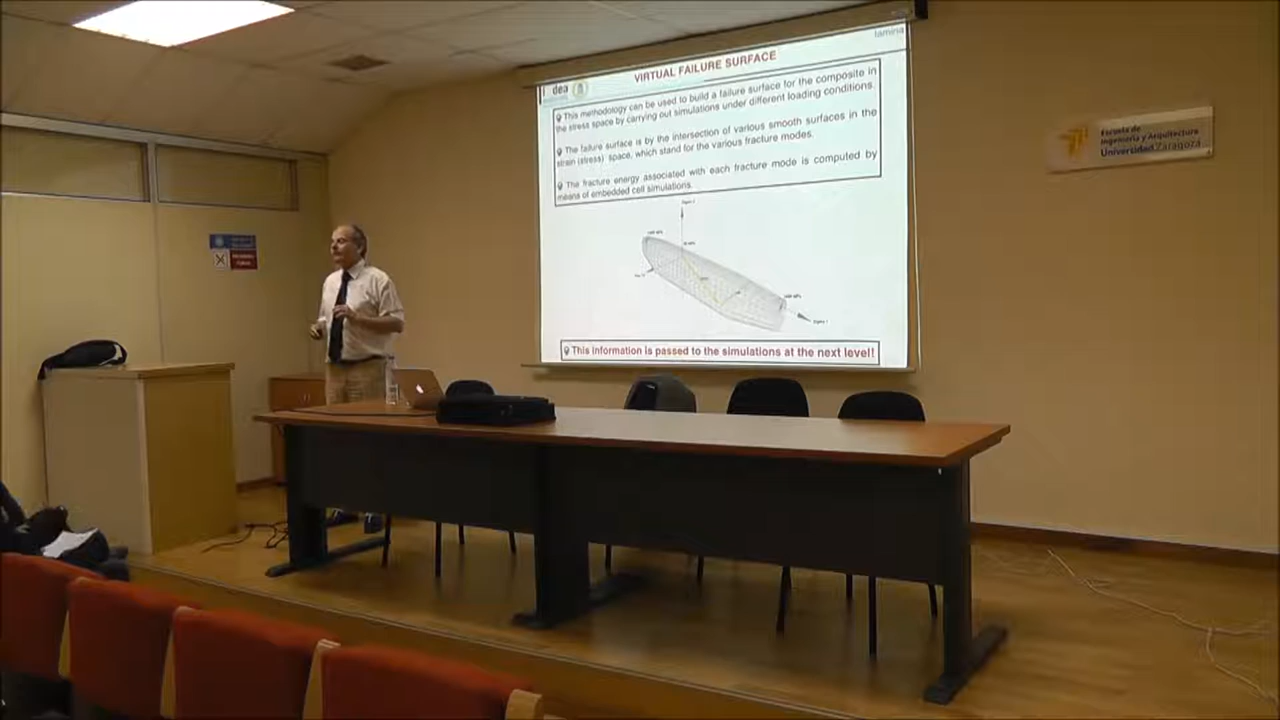 lamina
dea
VIRTUAL FAILURE SURFACE
This methodology can be used to build a failure surface for the composite in
the stress space by carrying out simulations under different loading conditions.
The failure surface is by the intersection of various smooth surfaces in the
strain (stress) space, which stand for the various fracture modes.
The fracture energy associated with each fracture mode is computed by
means of embedded cell simulations.
This information is passed to the simulations at the next level!
Escuela de
Ingeniería y Arquitectura
Universidad Zaragoza